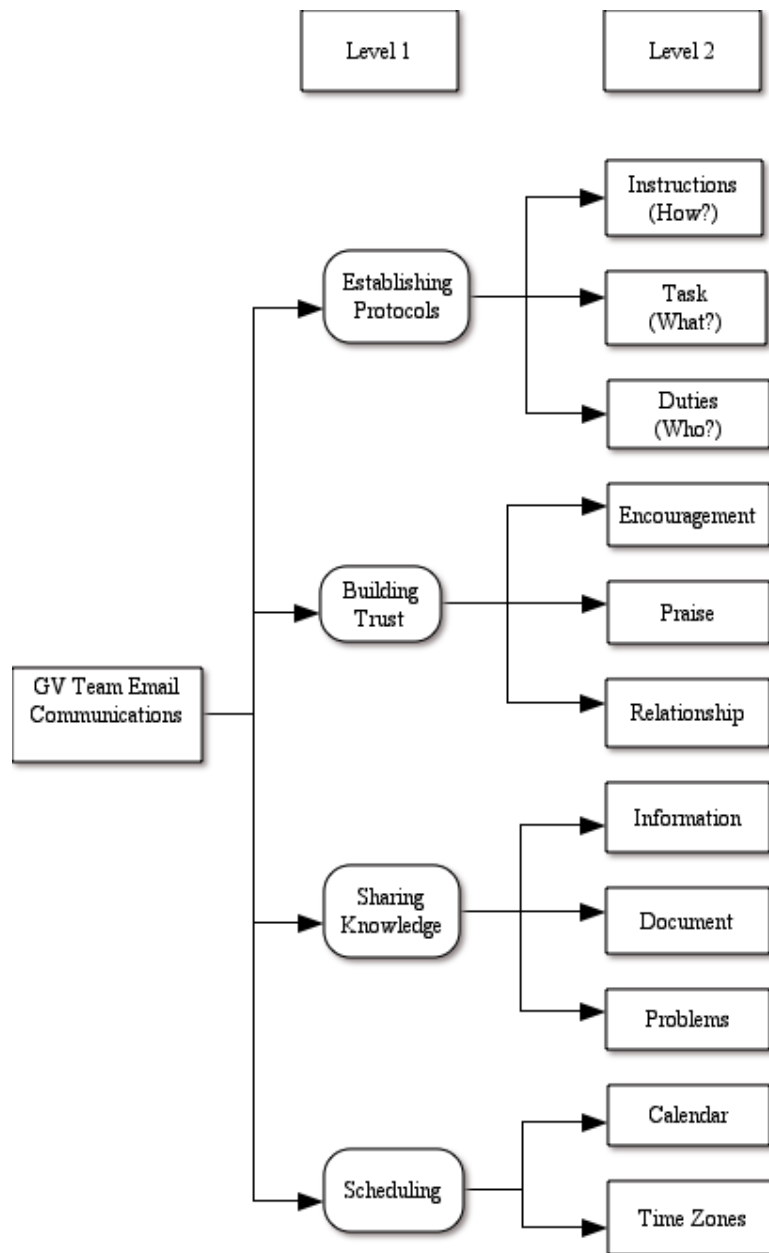 Level 1
Level 2
Instructions
(How?)
Establishing
Protocols
Task
(What?)
Duties
(Who?)
Encouragement
Building
Trust
Praise
Relationship
GV Team Email
Communications
Information
Sharing
Knowledge
Document
Problems
Calendar
Scheduling
Time Zones